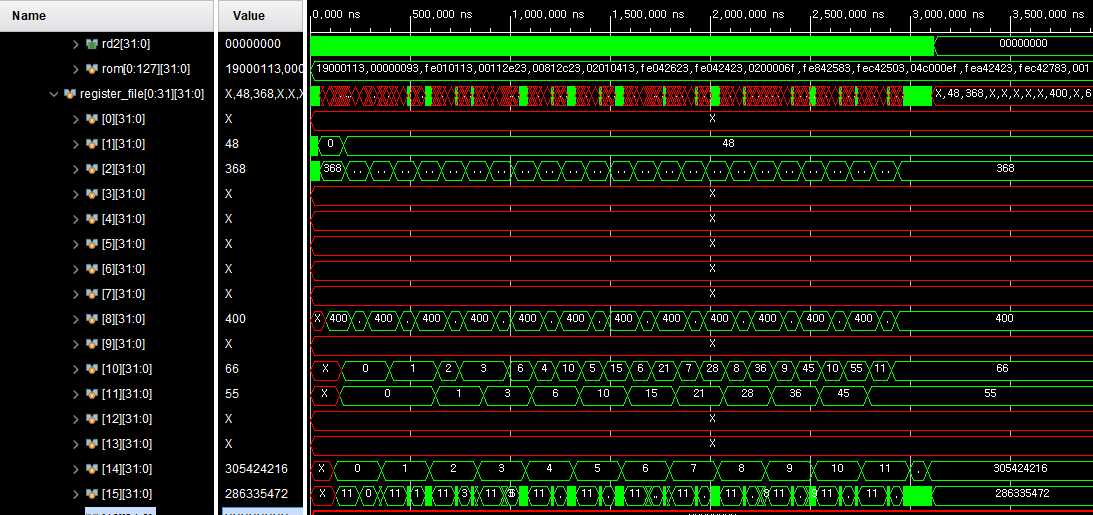 Name Value 0,000 ns 500,000 ns 1,000,000 ns 1,500,000 ns 2,000,000 ns 2,500,000 ns 3,000,000 ns 3,500,000 ns
rd2[31:0] 00000000 00000000
rom[0:127][31:0] 19000113,000 19000113,00000093,fe010113,00112e23,00812c23,02010413,fe042623,fe042423,0200006f,fe842583,fec42503,04c000ef,fea42423,fec42783,001
register_file[0:31][31:0] X,48,368,X,X,X X,48,368,X,X,X,X,X,400,X,6
[0][31:0] X X
[1][31:0] 48 0 48
[2][31:0] 368 368 .. .. .. .. .. .. .. .. .. .. .. .. .. .. .. .. .. .. .. .. .. .. .. 368
[3][31:0] X X
[4][31:0] X X
[5][31:0] X X
[6][31:0] X X
[7][31:0] X X
[8][31:0] 400 X 400 . 400 . 400 . 400 . 400 . 400 . 400 . 400 . 400 . 400 . 400 . 400 . 400
[9][31:0] X X
[10][31:0] 66 X 0 1 2 3 6 4 10 5 15 6 21 7 28 8 36 9 45 10 55 11 66
[11][31:0] 55 X 0 1 3 6 10 15 21 28 36 45 55
[12][31:0] X X
[13][31:0] X X
[14][31:0] 305424216 X 0 1 2 3 4 5 6 7 8 9 10 11 . 305424216
[15][31:0] 286335472 X 11 0 11 11 11 3 11 11 11 11 11 11 11 11 11 286335472